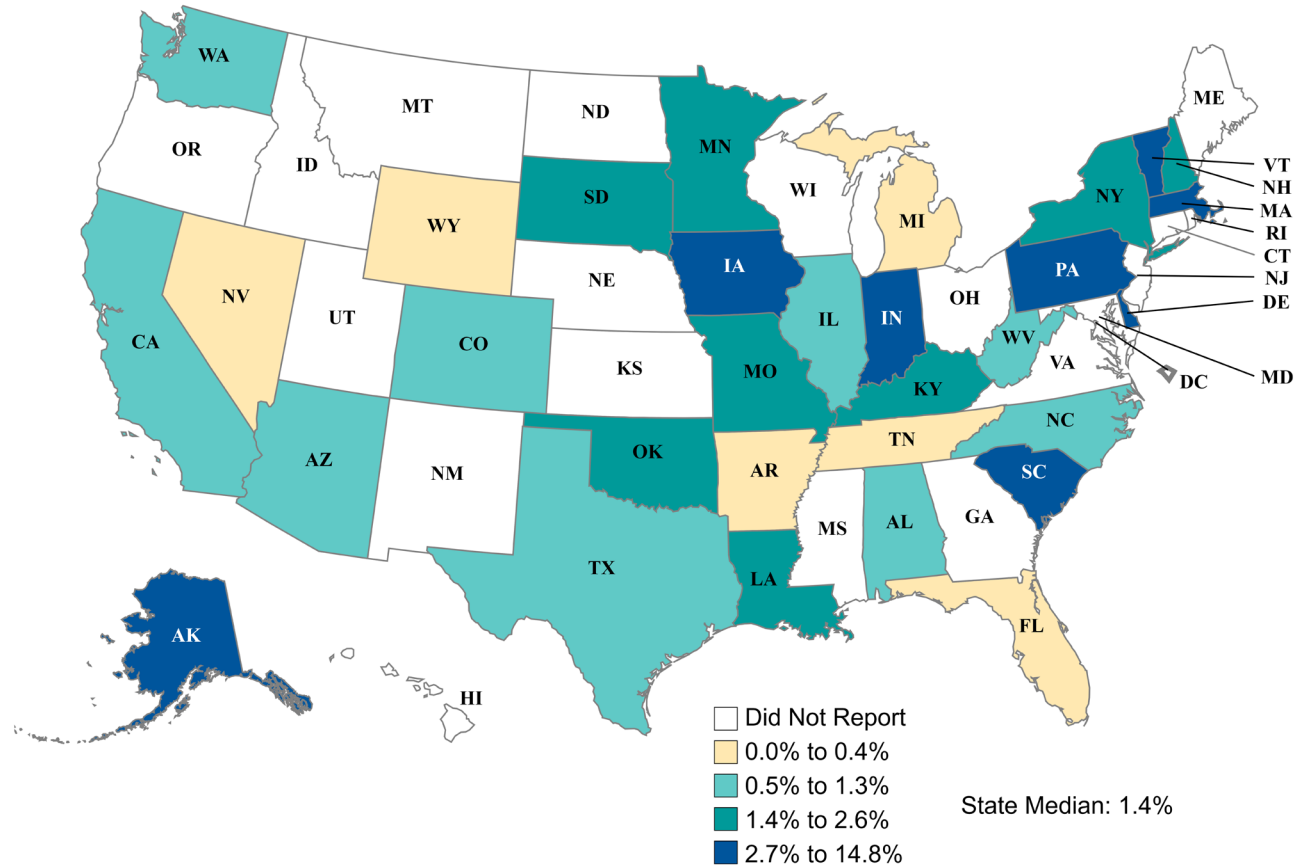 WA
MT
ND
ME
OR
ID
MN
VT
NH
WI
SD
NY
MA
WY
MI
RI
CT
IA
PA
NJ
NE
NV
OH
DE
UT
IL
IN
CA
CO
WV
VA
KS
MO
MD
DC
KY
NC
TN
AZ
OK
NM
AR
SC
MS
AL
GA
TX
LA
FL
AK
HI
Did Not Report
0.0% to 0.4%
0.5% to 1.3%
1.4% to 2.6%
2.7% to 14.8%
State Median: 1.4%